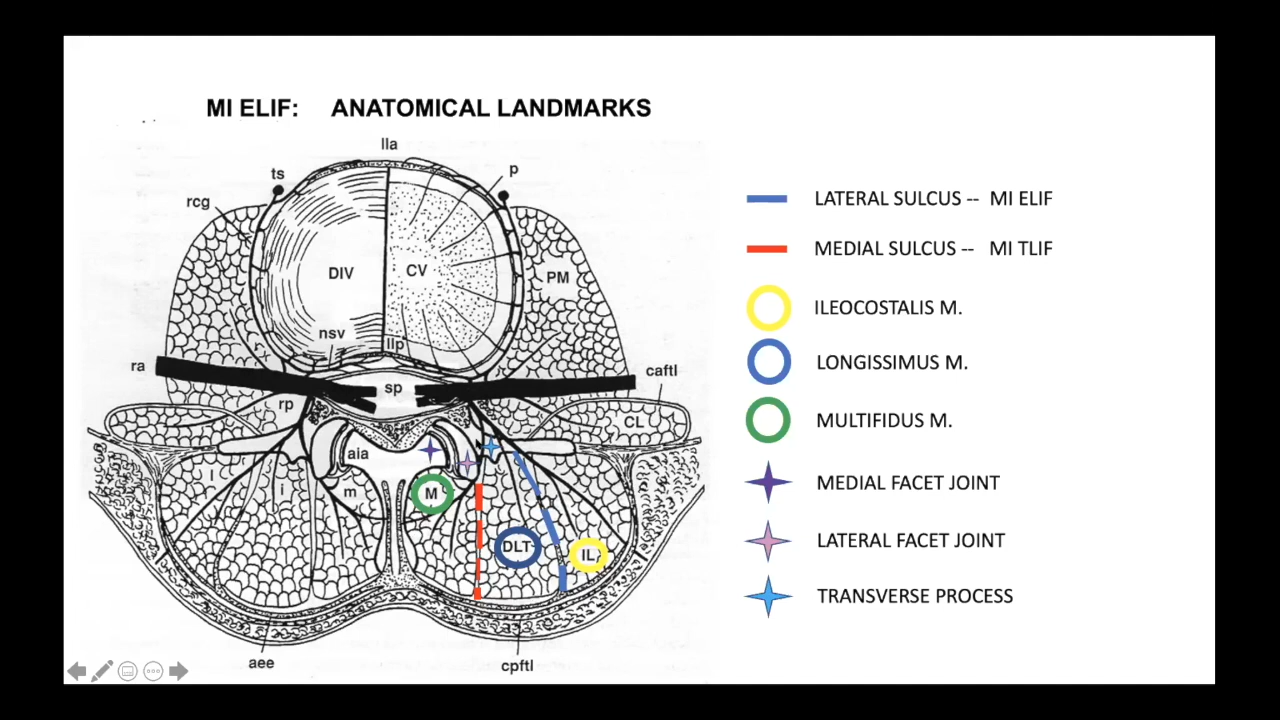 MI ELIF: ANATOMICAL LANDMARKS
lla
ts
p
rcg
DIV
CV
PM
nsv
llp
ra
r
sp
caftl
rp
CL
aia
l
i
m
M
DLT
IL
aee
cpftl
LATERAL SULCUS -- MI ELIF
MEDIAL SULCUS -- MI TLIF
ILEOCOSTALIS M.
LONGISSIMUS M.
MULTIFIDUS M.
MEDIAL FACET JOINT
LATERAL FACET JOINT
TRANSVERSE PROCESS